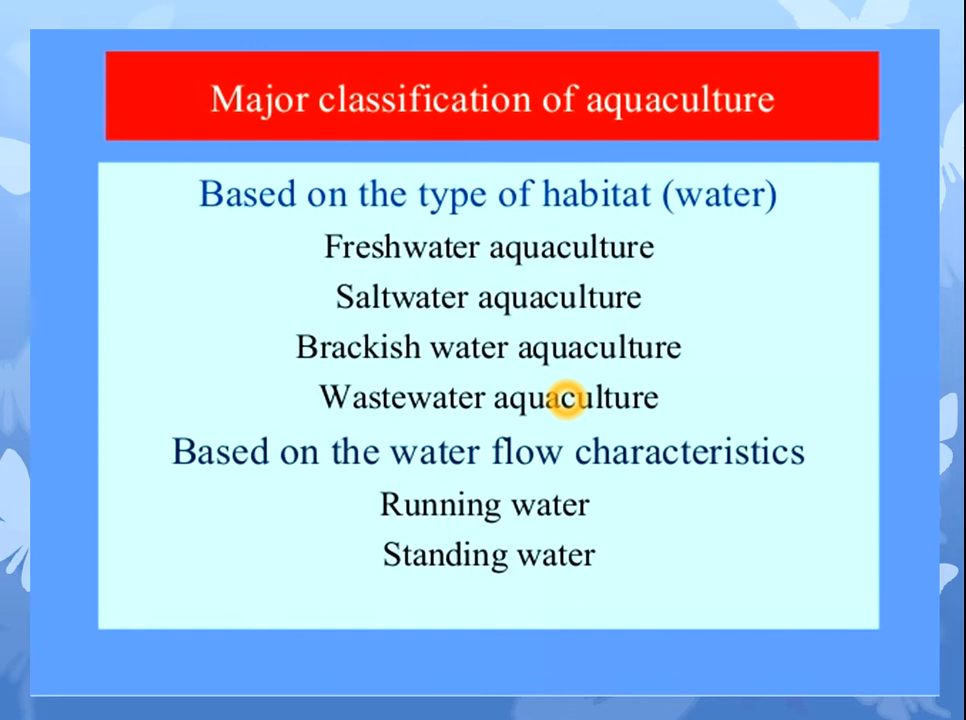 Major classification of aquaculture
Based on the type of habitat (water)
Freshwater aquaculture
Saltwater aquaculture
Brackish water aquaculture
Wastewater aquaculture
Based on the water flow characteristics
Running water
Standing water